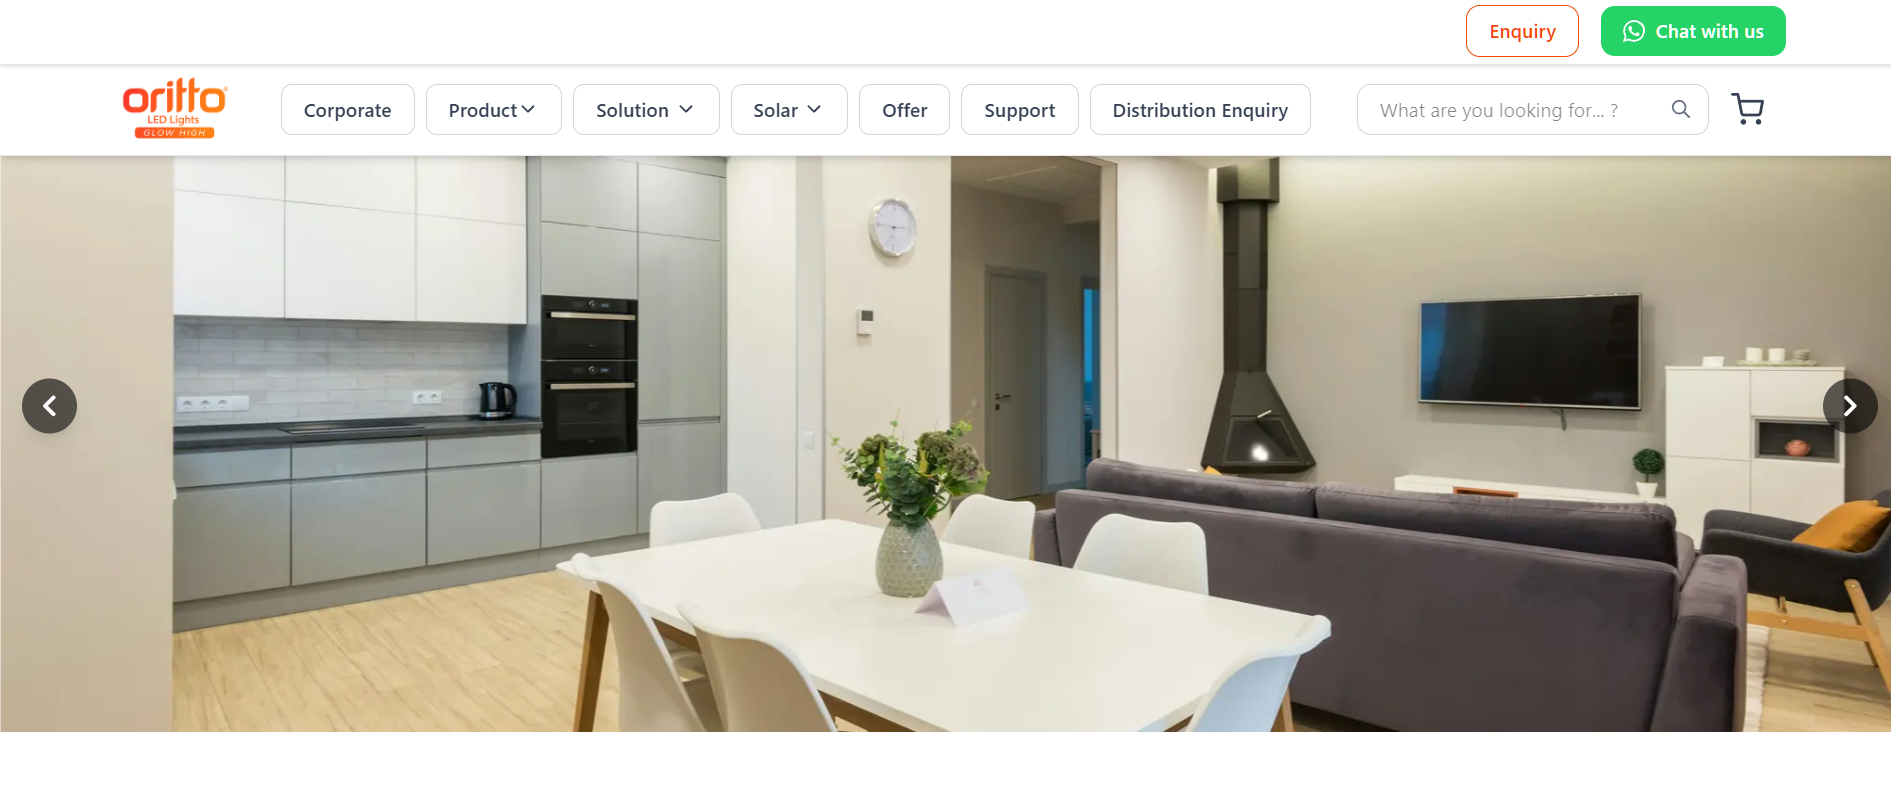 Enquiry
Chat with us
oritto
LED Lights
GLOW HIGH
Corporate
Product
Solution
Solar
Offer
Support
Distribution Enquiry
What are you looking for... ?